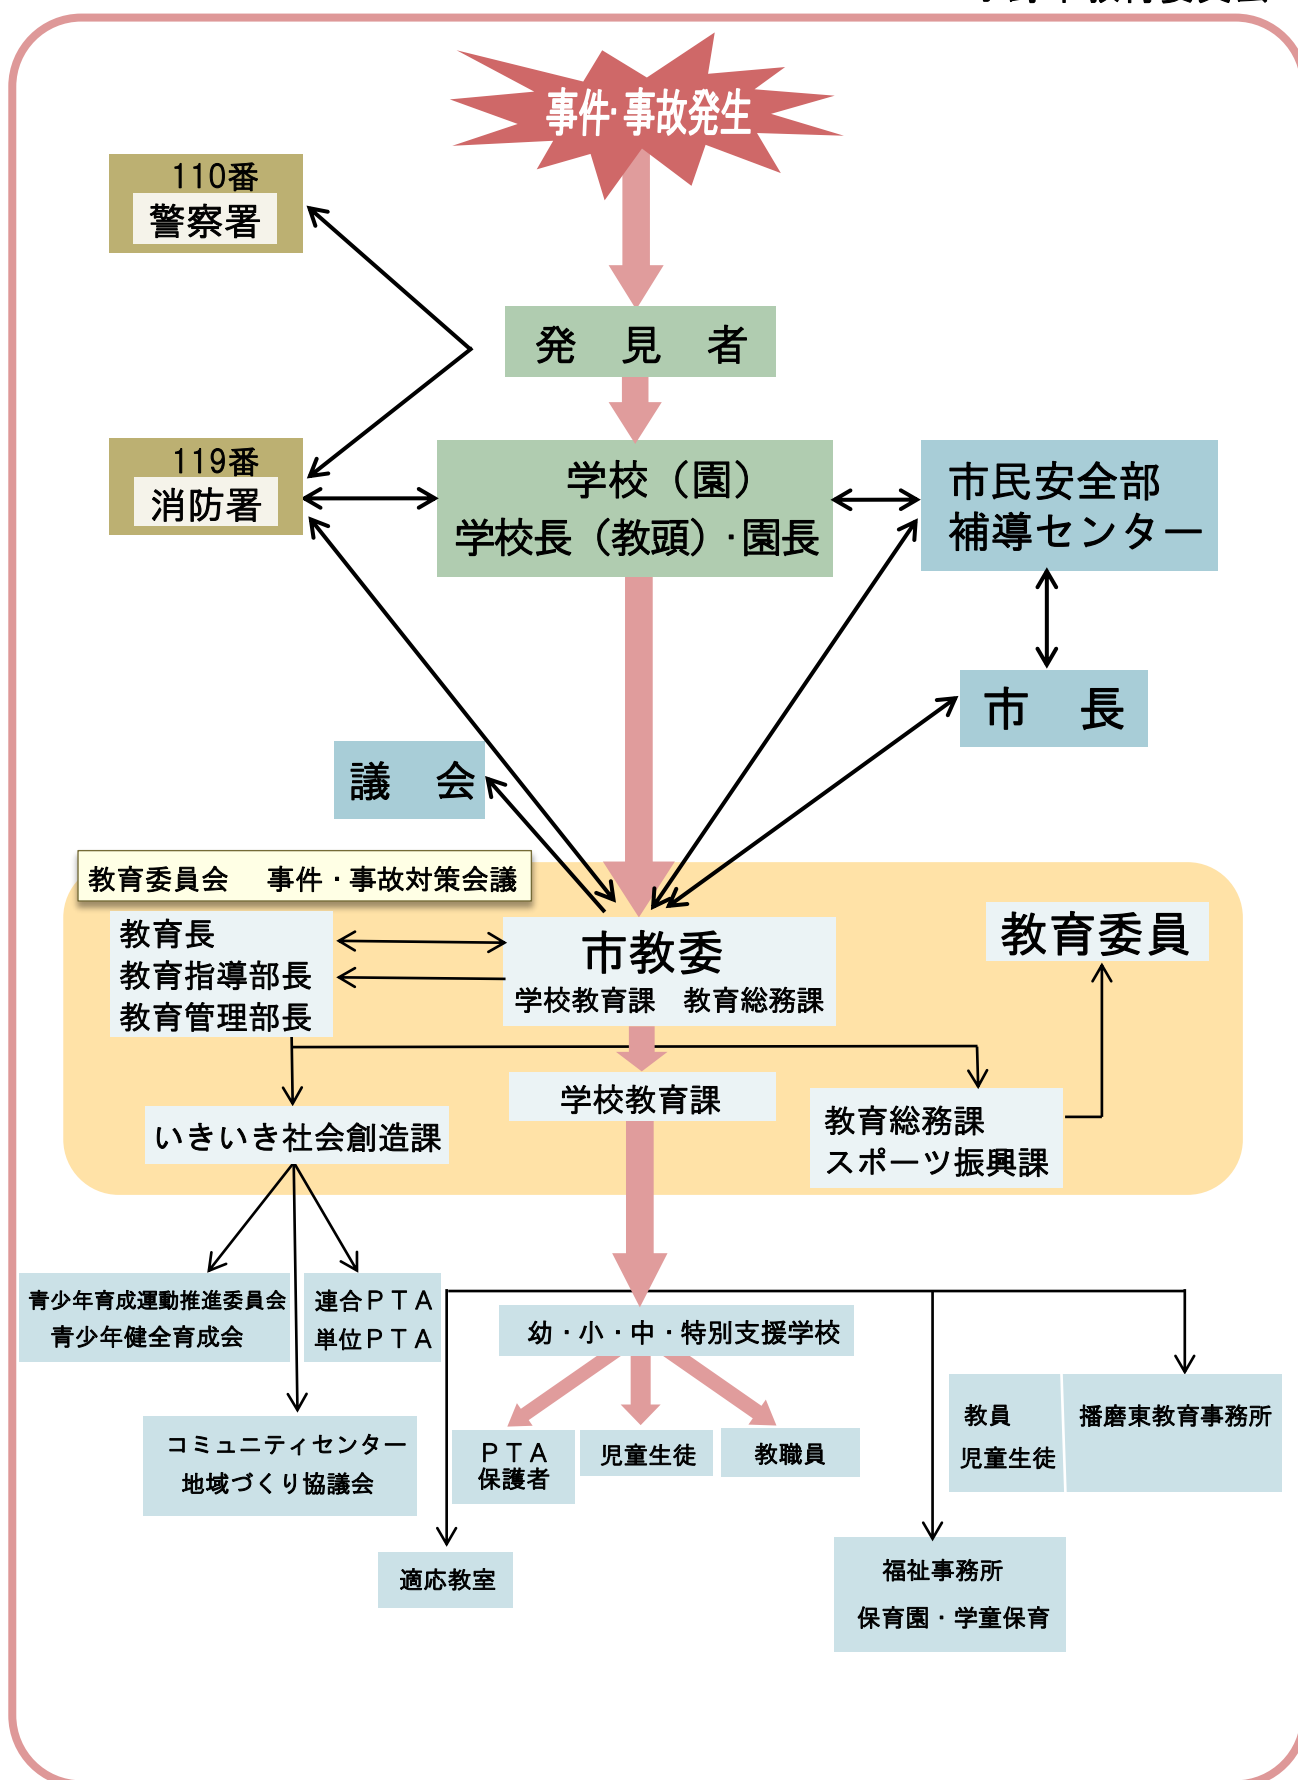 事件・事故発生
110番
警察署
発　見　者
119番
消防署
学校（園）
学校長（教頭）・園長
市民安全部
補導センター
市　長
議　会
教育委員会　事件・事故対策会議
教育長
教育指導部長
教育管理部長
市教委
学校教育課　教育総務課
教育委員
学校教育課
いきいき社会創造課
教育総務課
スポーツ振興課
青少年育成運動推進委員会
青少年健全育成会
連合ＰＴＡ
単位ＰＴＡ
幼・小・中・特別支援学校
コミュニティセンター
地域づくり協議会
ＰＴＡ
保護者
児童生徒
教職員
教員
児童生徒
播磨東教育事務所
適応教室
福祉事務所
保育園・学童保育